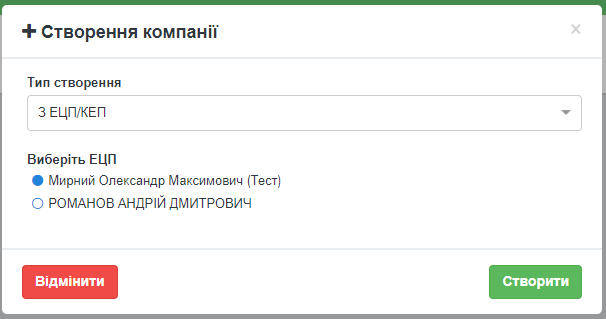 Створення компанії
Тип створення
З ЕЦП/КЕП
Виберіть ЕЦП
Мирний Олександр Максимович (Тест)
РОМАНОВ АНДРІЙ ДМИТРОВИЧ
Відмінити
Створити